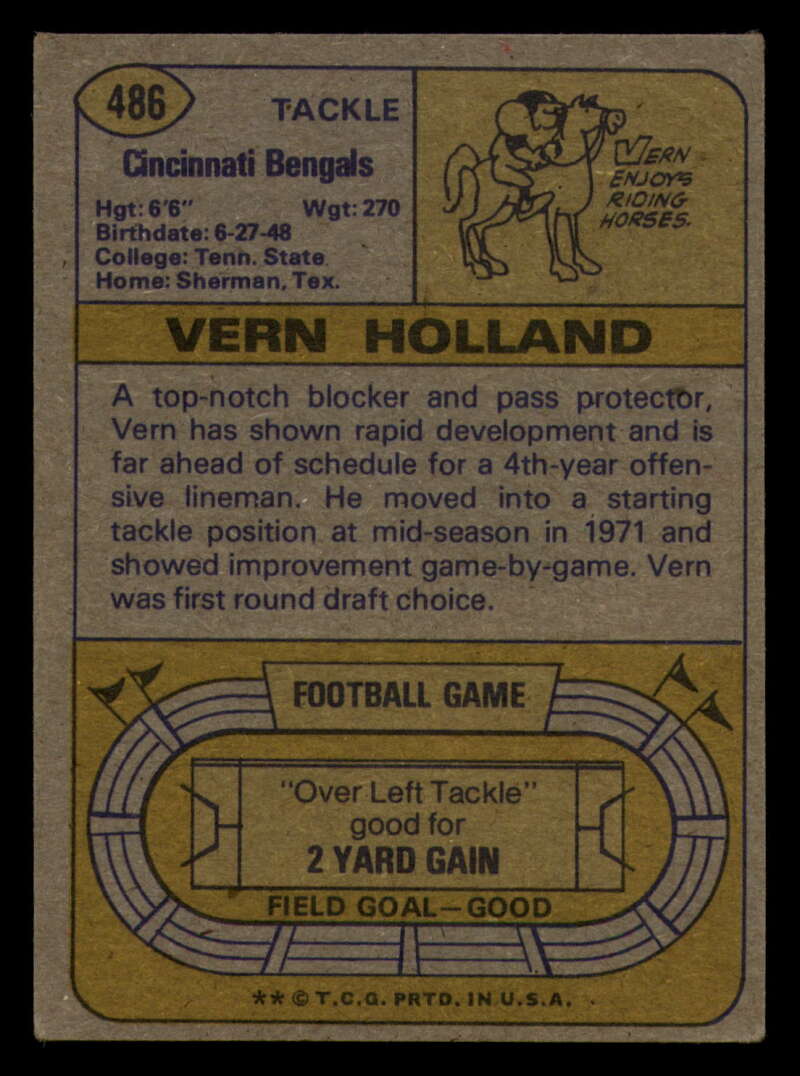 486
TACKLE
Cincinnati Bengals
Hgt: 6'6" Wgt: 270
Birthdate: 6-27-48
College: Tenn. State
Home: Sherman, Tex.
VERN
ENJOYS
RIDING
HORSES.
VERN HOLLAND
A top-notch blocker and pass protector,
Vern has shown rapid development and is
far ahead of schedule for a 4th-year offen-
sive lineman. He moved into a starting
tackle position at mid-season in 1971 and
showed improvement game-by-game. Vern
was first round draft choice.
FOOTBALL GAME
"Over Left Tackle"
good for
2 YARD GAIN
FIELD GOAL—GOOD
** © T.C.G. PRTD. IN U.S.A.